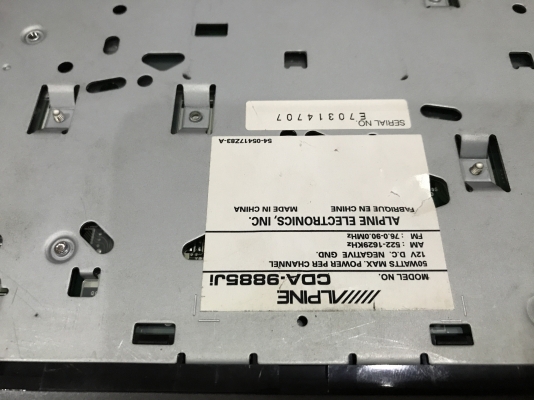 ALPINE
MODEL NO.
CDA-9885Ji
50WATTS MAX. POWER PER CHANNEL
12V D.C. NEGATIVE GND.
AM : 522-1629KHz
FM : 76.0-90.0MHz
ALPINE ELECTRONICS, INC.
FABRIQUE EN CHINE MADE IN CHINA
54-05417Z83-A
SERIAL NO.
E70314707